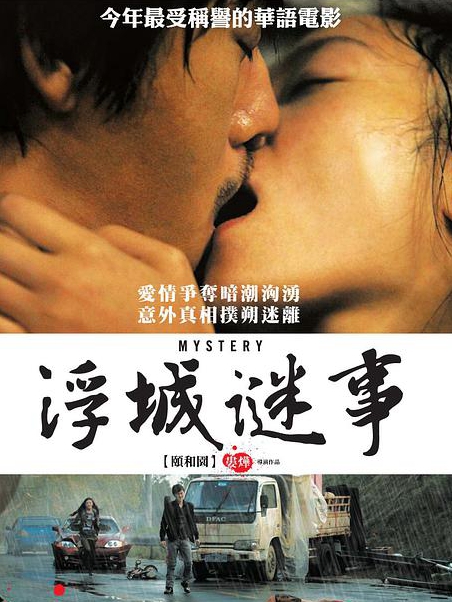 今年最受稱譽的華語電影
愛情爭奪暗潮洶湧
意外真相撲朔迷離
MYSTERY
浮城谜事
【頤和園】婁燁 導演作品
DFAC